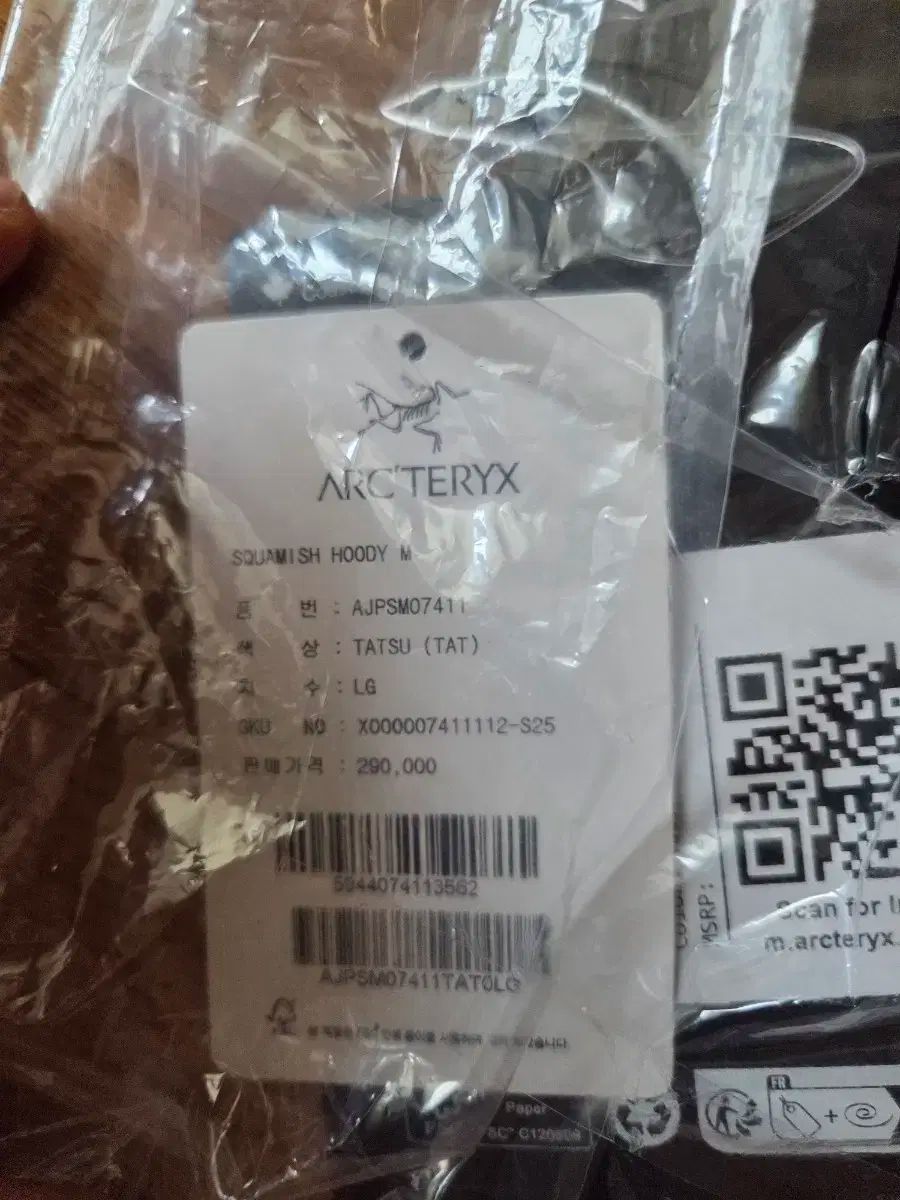 ARC'TERYX
SQUAMISH HOODY M
품 번 : AJPSM07411
색 상 : TATSU (TAT)
치 수 : LG
SKU NO : X000007411112-S25
판매가격 : 290,000
5944074113562
AJPSM07411TAT0LG
MSRP:
Scan for
m.arcteryx.
Paper
FR
+